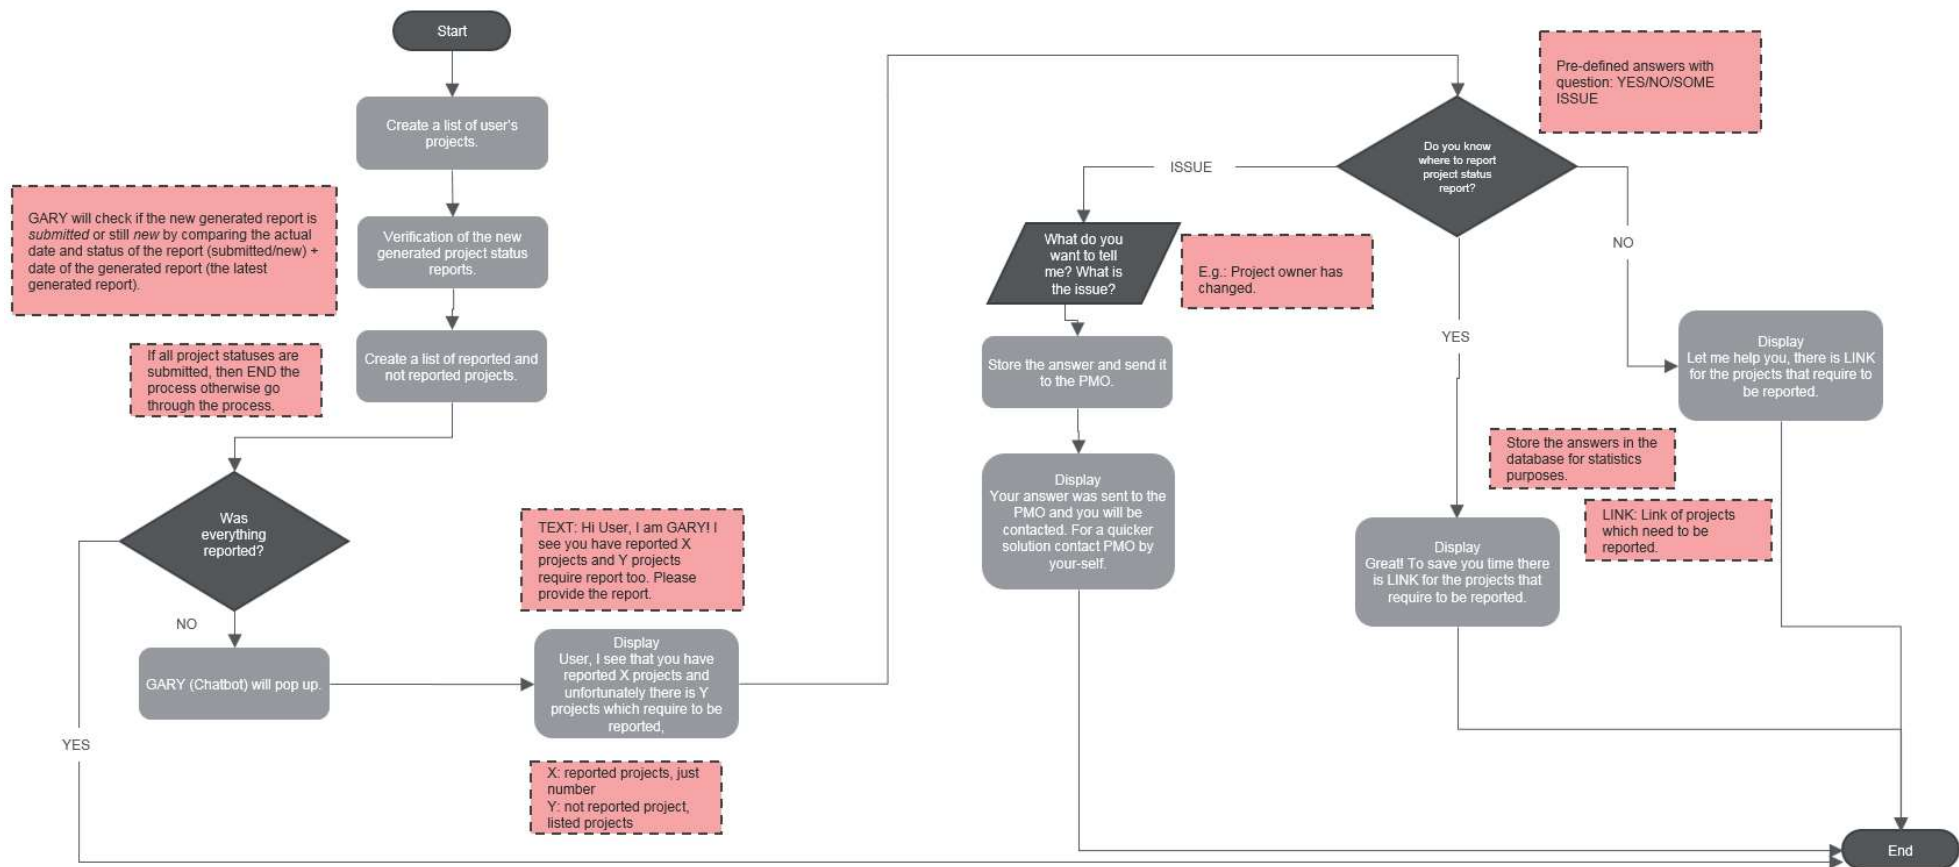 Start
Create a list of user's
projects.
GARY will check if the new generated report is
submitted or still new by comparing the actual
date and status of the report (submitted/new) +
date of the generated report (the latest
generated report).
Verification of the new
generated project status
reports.
If all project statuses are
submitted, then END the
process otherwise go
through the process.
Create a list of reported and
not reported projects.
Was
everything
reported?
NO
YES
GARY (Chatbot) will pop up.
TEXT: Hi User, I am GARY! I
see you have reported X
projects and Y projects
require report too. Please
provide the report.
Display
User, I see that you have
reported X projects and
unfortunately there is Y
projects which require to be
reported,
X: reported projects, just
number
Y: not reported project,
listed projects
Pre-defined answers with
question: YES/NO/SOME
ISSUE
Do you know
where to report
project status
report?
ISSUE
What do you
want to tell
me? What is
the issue?
E.g.: Project owner has
changed.
Store the answer and send it
to the PMO.
Display
Your answer was sent to the
PMO and you will be
contacted. For a quicker
solution contact PMO by
your-self.
YES
NO
Display
Let me help you, there is LINK
for the projects that require to
be reported.
Store the answers in the
database for statistics
purposes.
LINK: Link of projects
which need to be
reported.
Display
Great! To save you time there
is LINK for the projects that
require to be reported.
End